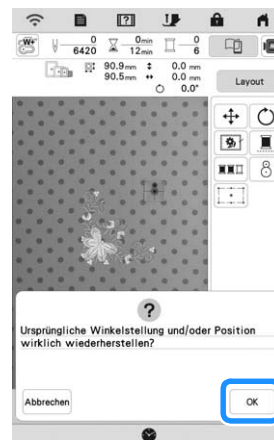 W+
0
6420
0min
12min
0
6
90.9mm
90.5mm
0.0 mm
0.0 mm
0.0°
Layout
?
Ursprüngliche Winkelstellung und/oder Position
wirklich wiederherstellen?
Abbrechen
OK